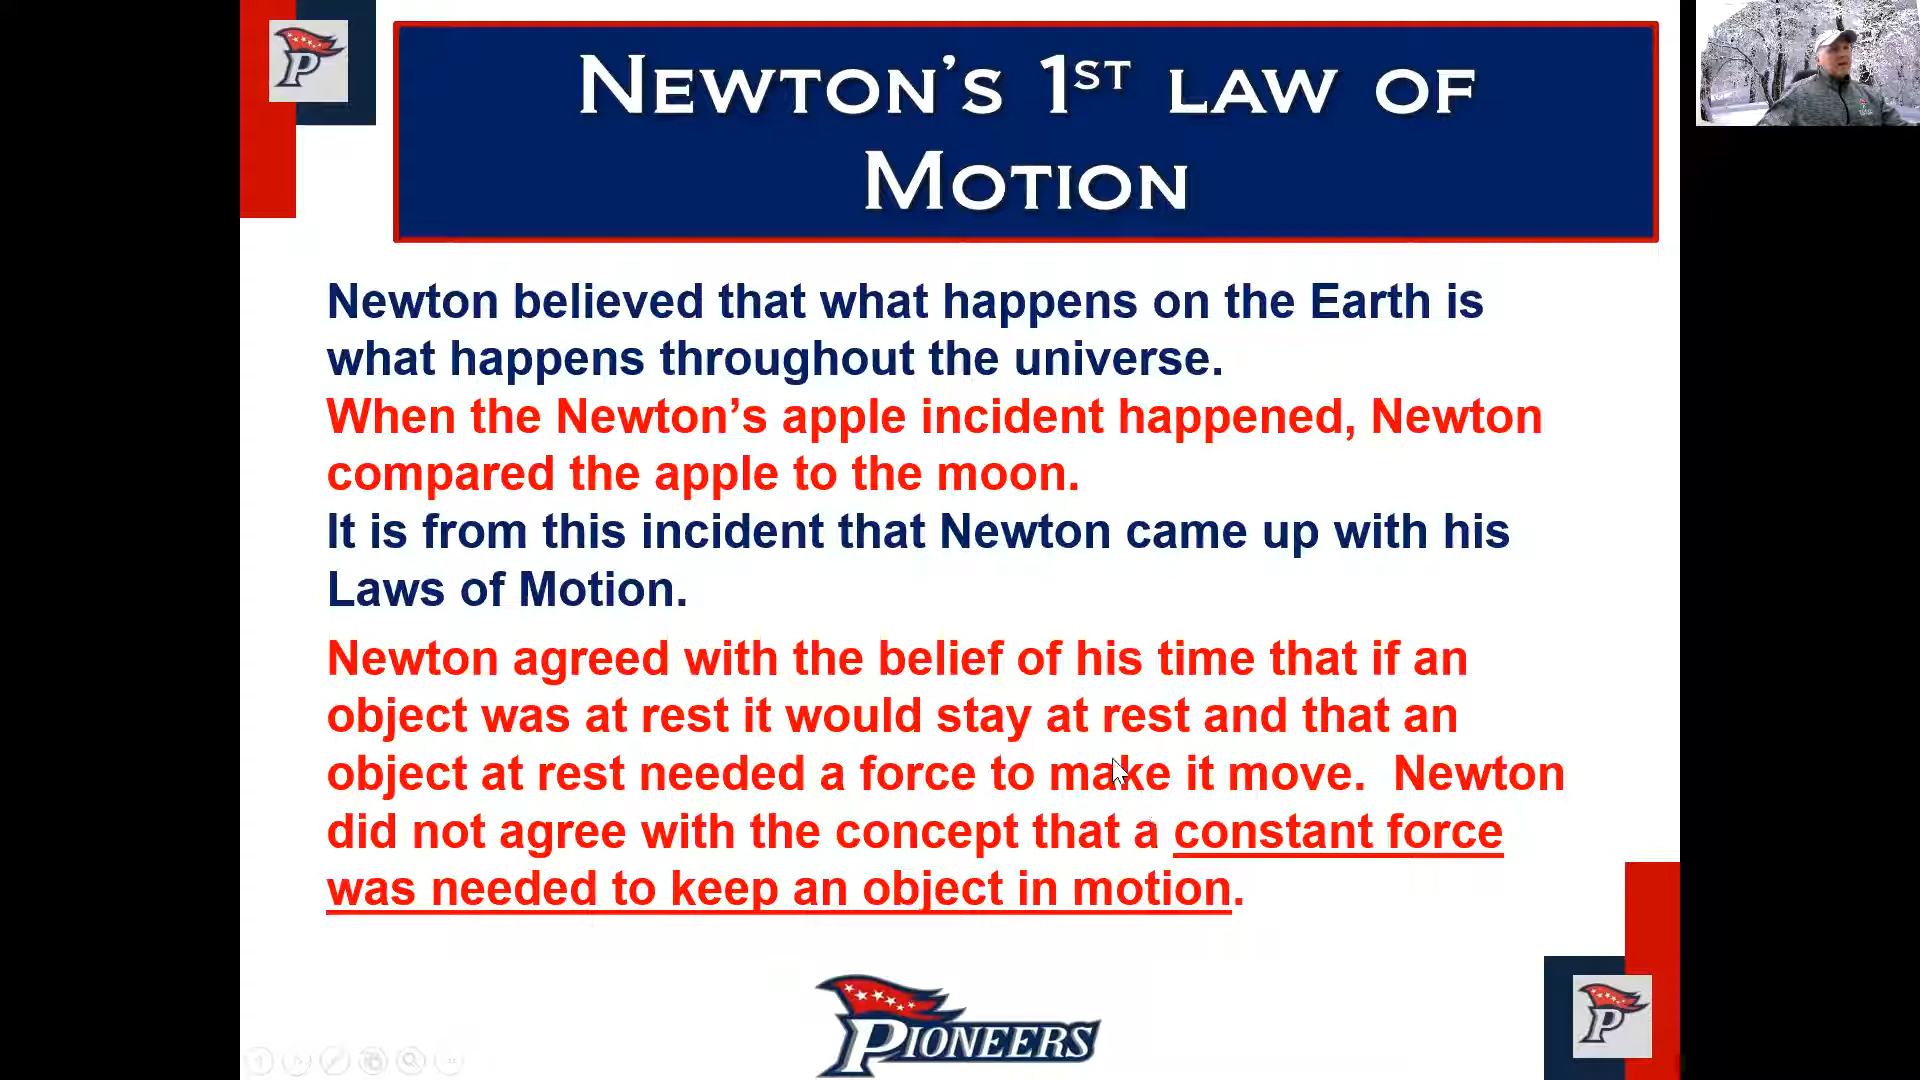 P
NEWTON'S 1ST LAW OF
MOTION
Newton believed that what happens on the Earth is
what happens throughout the universe.
When the Newton’s apple incident happened, Newton
compared the apple to the moon.
It is from this incident that Newton came up with his
Laws of Motion.
Newton agreed with the belief of his time that if an
object was at rest it would stay at rest and that an
object at rest needed a force to make it move.  Newton
did not agree with the concept that a constant force
was needed to keep an object in motion.
PIONEERS
P